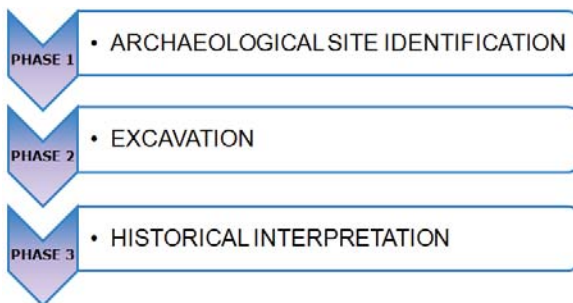 PHASE 1
• ARCHAEOLOGICAL SITE IDENTIFICATION
PHASE 2
• EXCAVATION
PHASE 3
• HISTORICAL INTERPRETATION